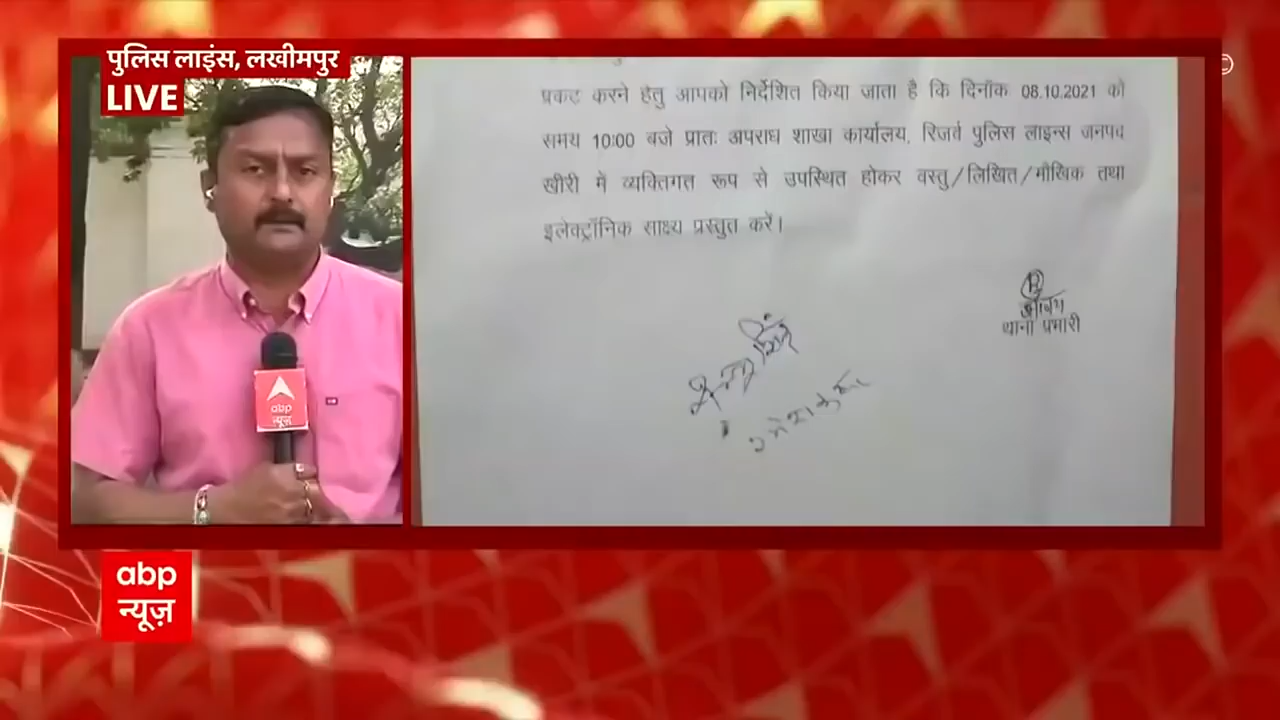 पुलिस लाइंस, लखीमपुर
LIVE
प्रकट करने हेतु आपको निर्देशित किया जाता है कि दिनॉक 08.10.2021 को
समय 10:00 बजे प्रातः अपराध शाखा कार्यालय, रिजर्व पुलिस लाइन्स जनपद
खीरी में व्यक्तिगत रूप से उपस्थित होकर वस्तु/लिखित/मौखिक तथा
इलेक्ट्रॉनिक साक्ष्य प्रस्तुत करें।
थाना प्रभारी
abp
न्यूज़
abp
न्यूज़